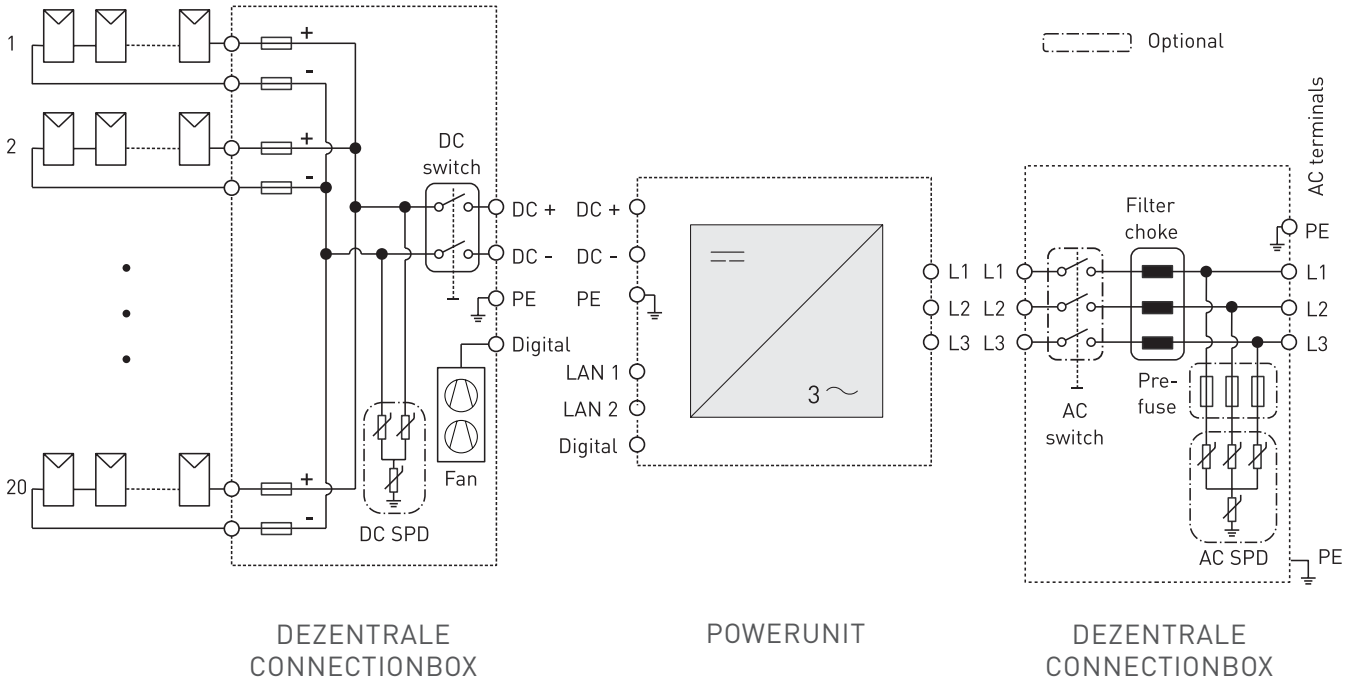 1
+
-
2
+
-
20
+
-
DC
switch
DC +
DC -
PE
Digital
Fan
DC SPD
DEZENTRALE
CONNECTIONBOX
DC +
DC -
PE
LAN 1
LAN 2
Digital
3
L1
L2
L3
POWERUNIT
Optional
AC terminals
L1
L2
L3
AC
switch
Filter
choke
Pre-
fuse
AC SPD
PE
L1
L2
L3
PE
DEZENTRALE
CONNECTIONBOX